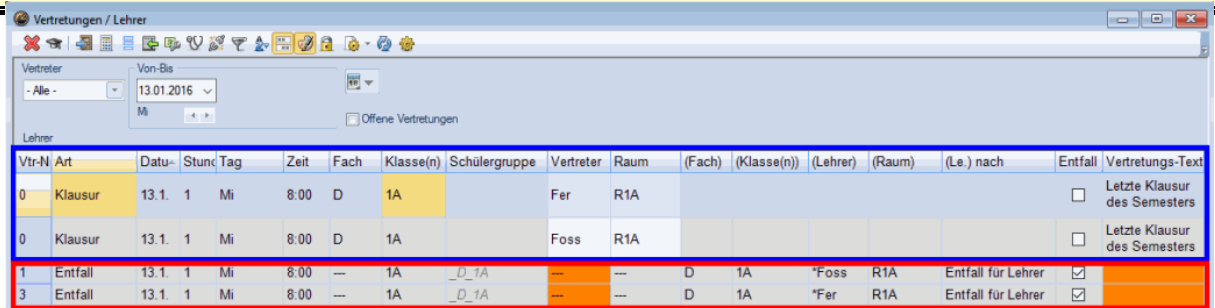 Vertretungen / Lehrer
Vertreter Von-Bis
- Alle - 13.01.2016
Mi Offene Vertretungen
Lehrer
Vtr-N Art Datu Stund Tag Zeit Fach Klasse(n) Schülergruppe Vertreter Raum (Fach) (Klasse(n)) (Lehrer) (Raum) (Le.) nach Entfall Vertretungs-Text
0 Klausur 13.1. 1 Mi 8:00 D 1A Fer R1A Letzte Klausur
des Semesters
0 Klausur 13.1. 1 Mi 8:00 D 1A Foss R1A Letzte Klausur
des Semesters
1 Entfall 13.1. 1 Mi 8:00 --- 1A _D_1A --- --- D 1A *Foss R1A Entfall für Lehrer
3 Entfall 13.1. 1 Mi 8:00 --- 1A _D_1A --- --- D 1A *Fer R1A Entfall für Lehrer